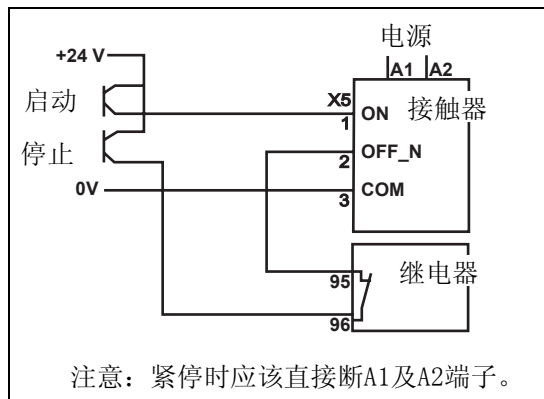 电源
+24 V
A1 A2
启动
X5
1
ON
接触器
停止
2
OFF_N
0V
3
COM
95
继电器
96
注意：紧停时应该直接断A1及A2端子。